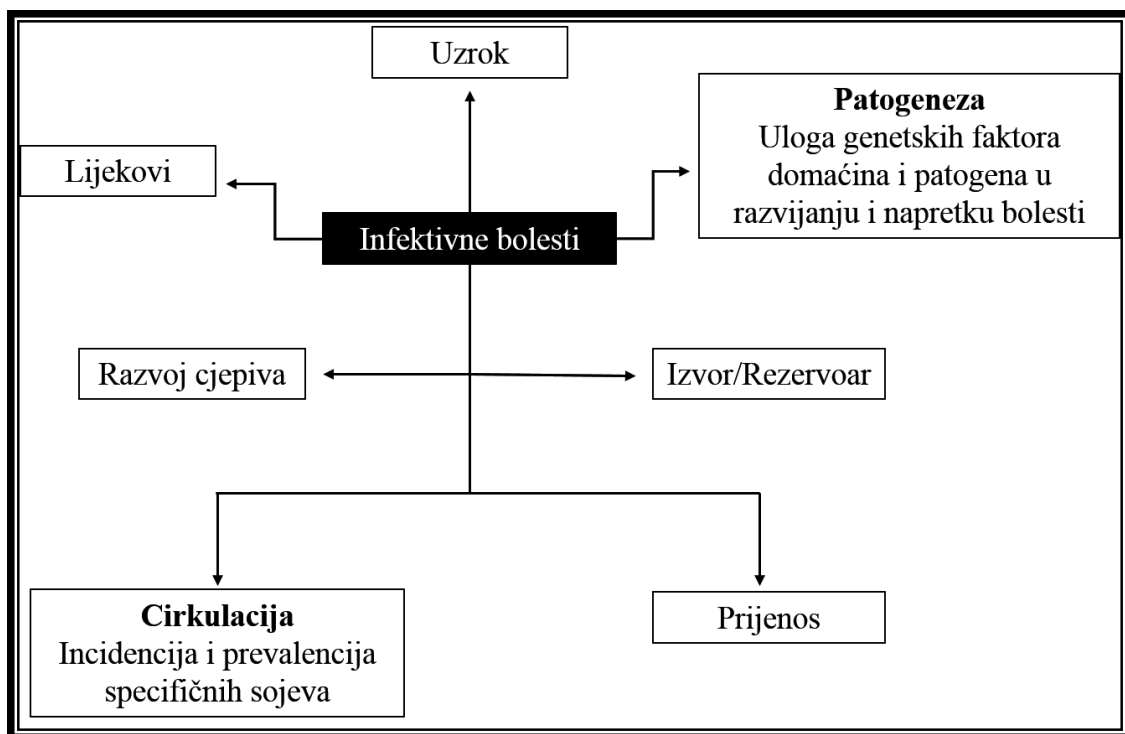 Uzrok
Patogeneza
Uloga genetskih faktora
domaćina i patogena u
razvijanju i napretku bolesti
Lijekovi
Infektivne bolesti
Razvoj cjepiva
Izvor/Rezervoar
Cirkulacija
Incidencija i prevalencija
specifičnih sojeva
Prijenos